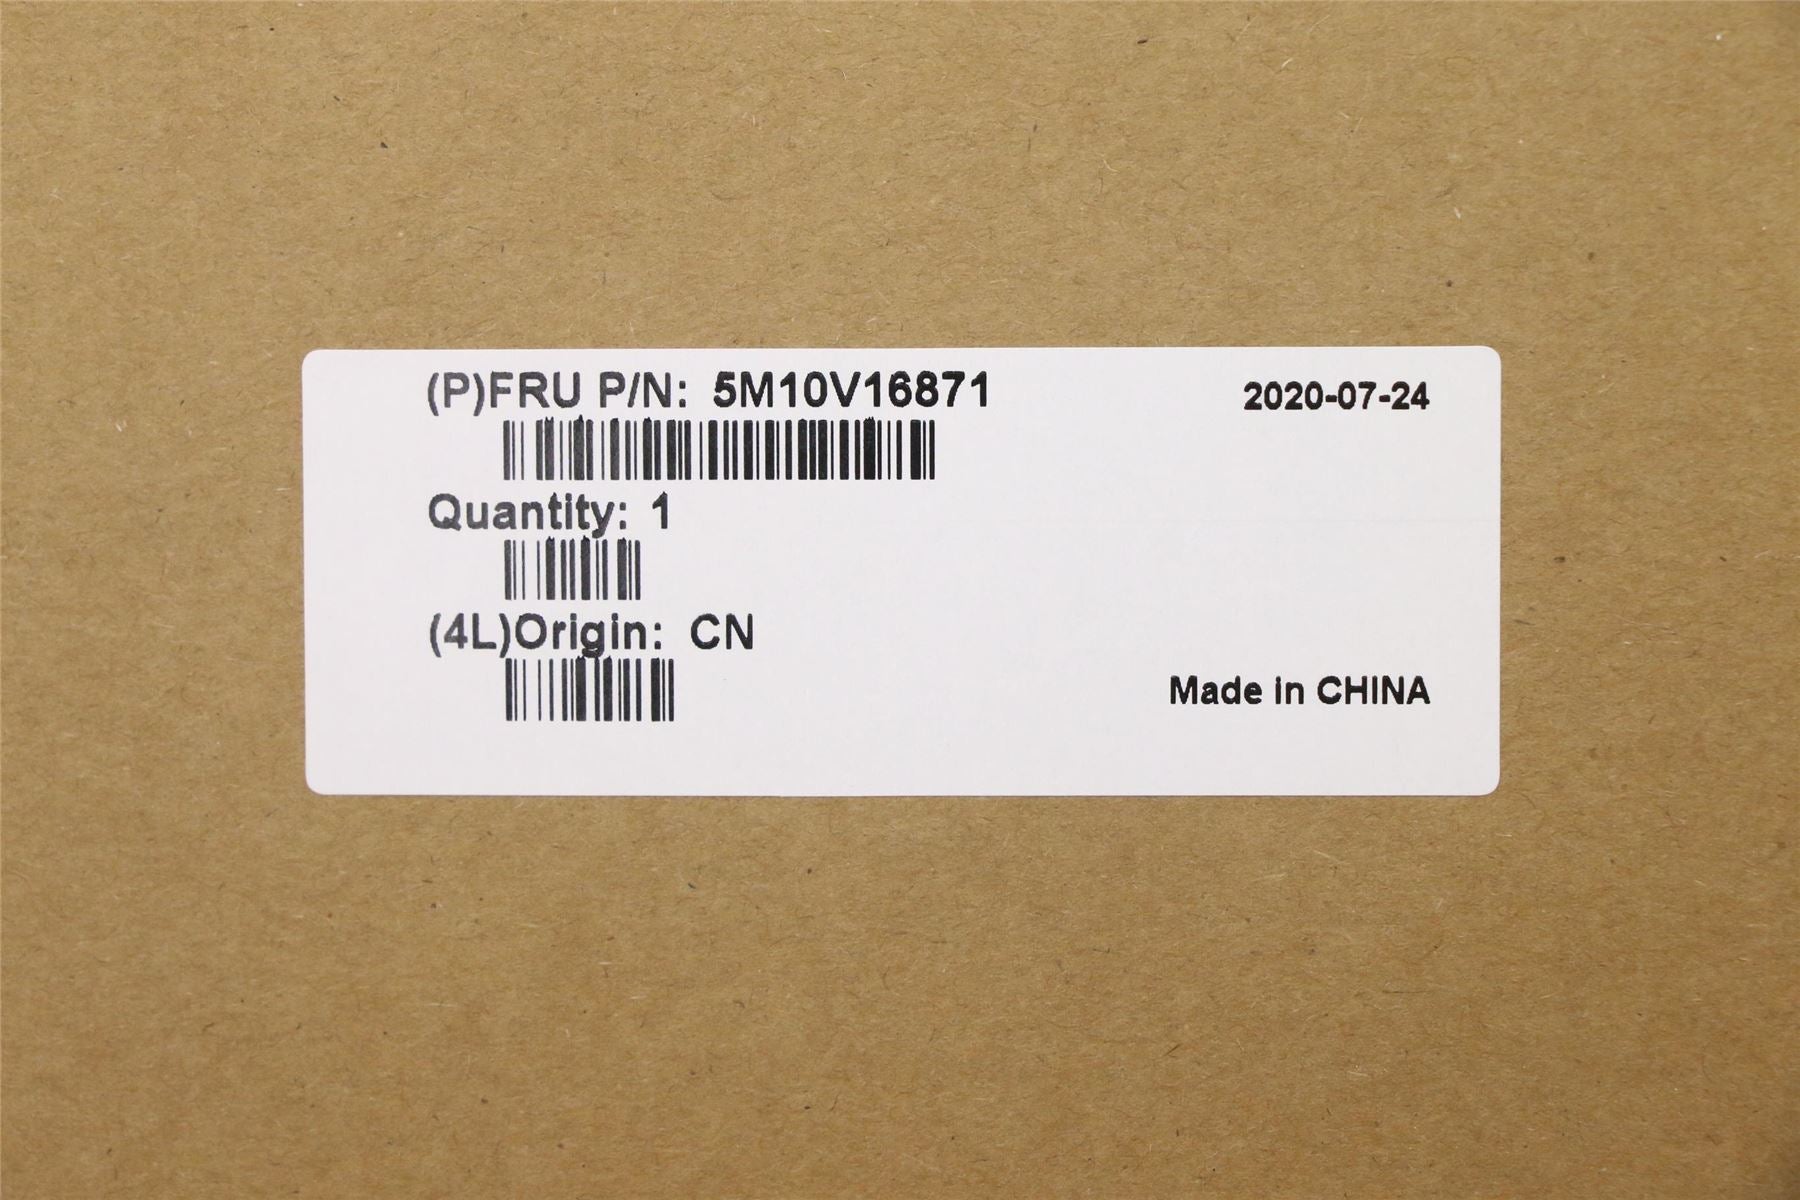 (P)FRU P/N: 5M10V16871
2020-07-24
Quantity: 1
(4L)Origin: CN
Made in CHINA